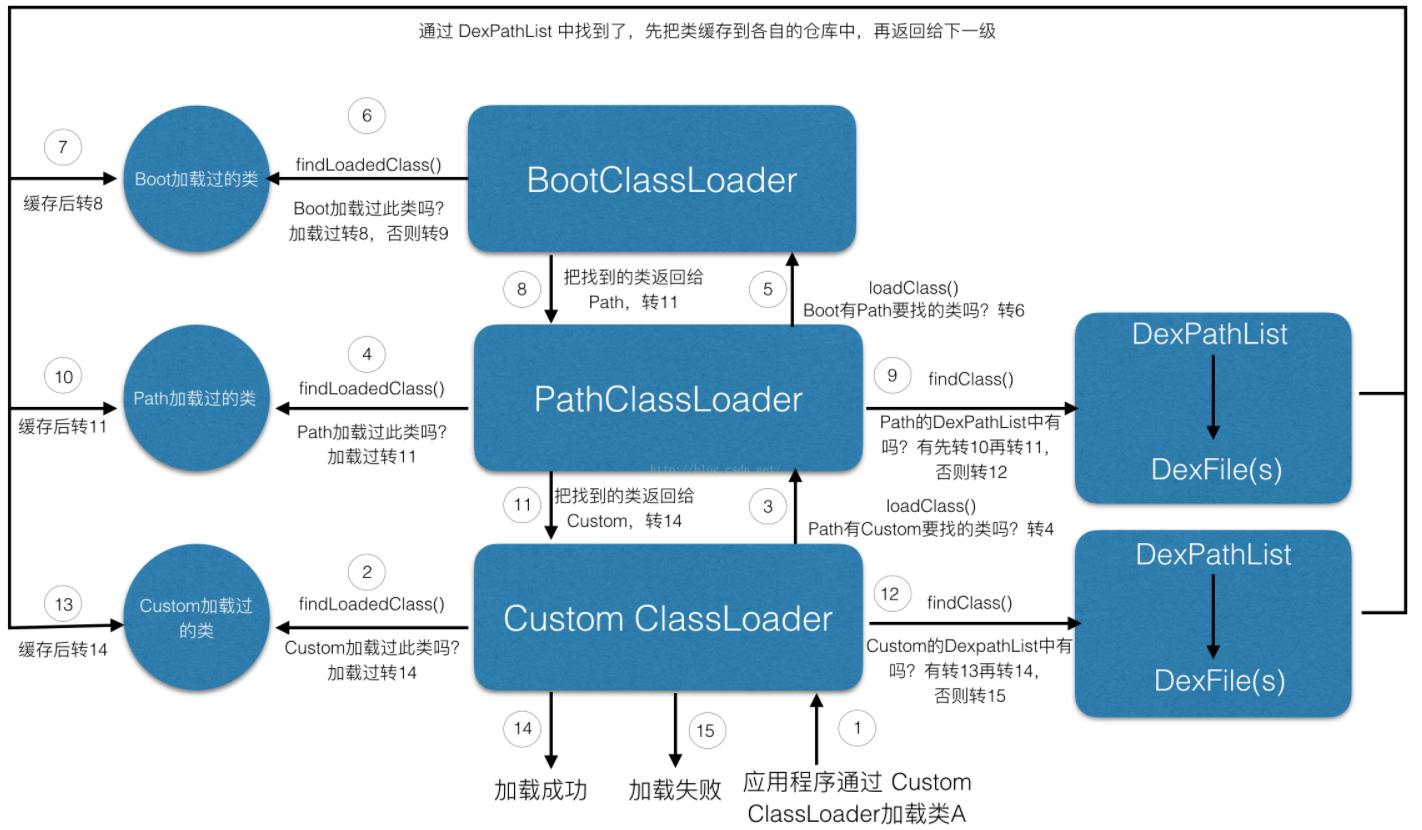 通过 DexPathList 中找到了，先把类缓存到各自的仓库中，再返回给下一级
7
缓存后转8
Boot加载过的类
6
findLoadedClass()
Boot加载过此类吗？
加载过转8，否则转9
BootClassLoader
8
把找到的类返回给
Path，转11
5
loadClass()
Boot有Path要找的类吗？转6
10
缓存后转11
Path加载过的类
4
findLoadedClass()
Path加载过此类吗？
加载过转11
PathClassLoader
http://blog.csdn.net/
9
findClass()
Path的DexPathList中有
吗？有先转10再转11，
否则转12
DexPathList
DexFile(s)
11
把找到的类返回给
Custom，转14
3
loadClass()
Path有Custom要找的类吗？转4
13
缓存后转14
Custom加载过
的类
2
findLoadedClass()
Custom加载过此类吗？
加载过转14
Custom ClassLoader
12
findClass()
Custom的DexpathList中有
吗？有转13再转14，
否则转15
DexPathList
DexFile(s)
14
加载成功
15
加载失败
1
应用程序通过 Custom
ClassLoader加载类A